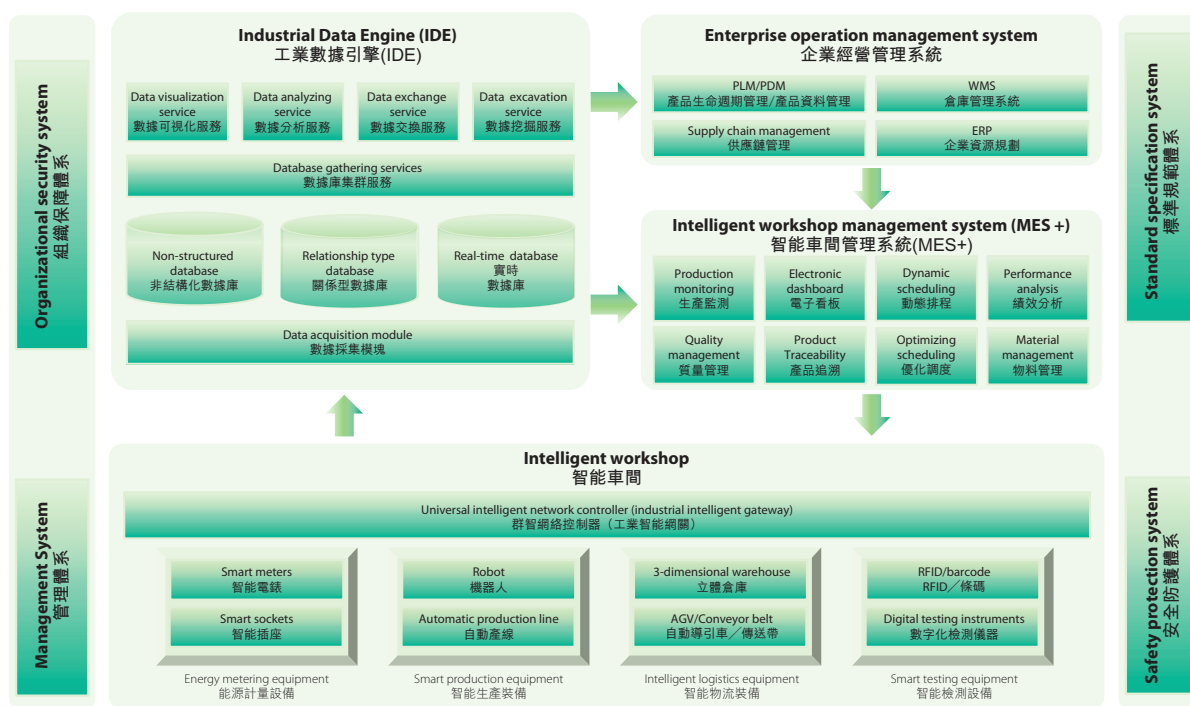 Organizational security system
組織保障體系
Management System
管理體系
Industrial Data Engine (IDE)
工業數據引擎(IDE)
Data visualization
service
數據可視化服務
Data analyzing
service
數據分析服務
Data exchange
service
數據交換服務
Data excavation
service
數據挖掘服務
Database gathering services
數據庫集群服務
Non-structured
database
非結構化數據庫
Relationship type
database
關係型數據庫
Real-time database
實時
數據庫
Data acquisition module
數據採集模塊
Enterprise operation management system
企業經營管理系統
PLM/PDM
產品生命週期管理/產品資料管理
WMS
倉庫管理系統
Supply chain management
供應鏈管理
ERP
企業資源規劃
Intelligent workshop management system (MES +)
智能車間管理系統(MES+)
Production
monitoring
生產監測
Electronic
dashboard
電子看板
Dynamic
scheduling
動態排程
Performance
analysis
績效分析
Quality
management
質量管理
Product
Traceability
產品追溯
Optimizing
scheduling
優化調度
Material
management
物料管理
Intelligent workshop
智能車間
Universal intelligent network controller (industrial intelligent gateway)
群智網絡控制器（工業智能網關）
Smart meters
智能電錶
Smart sockets
智能插座
Energy metering equipment
能源計量設備
Robot
機器人
Automatic production line
自動產線
Smart production equipment
智能生產裝備
3-dimensional warehouse
立體倉庫
AGV/Conveyor belt
自動導引車／傳送帶
Intelligent logistics equipment
智能物流裝備
RFID/barcode
RFID／條碼
Digital testing instruments
數字化檢測儀器
Smart testing equipment
智能檢測設備
Standard specification system
標準規範體系
Safety protection system
安全防護體系